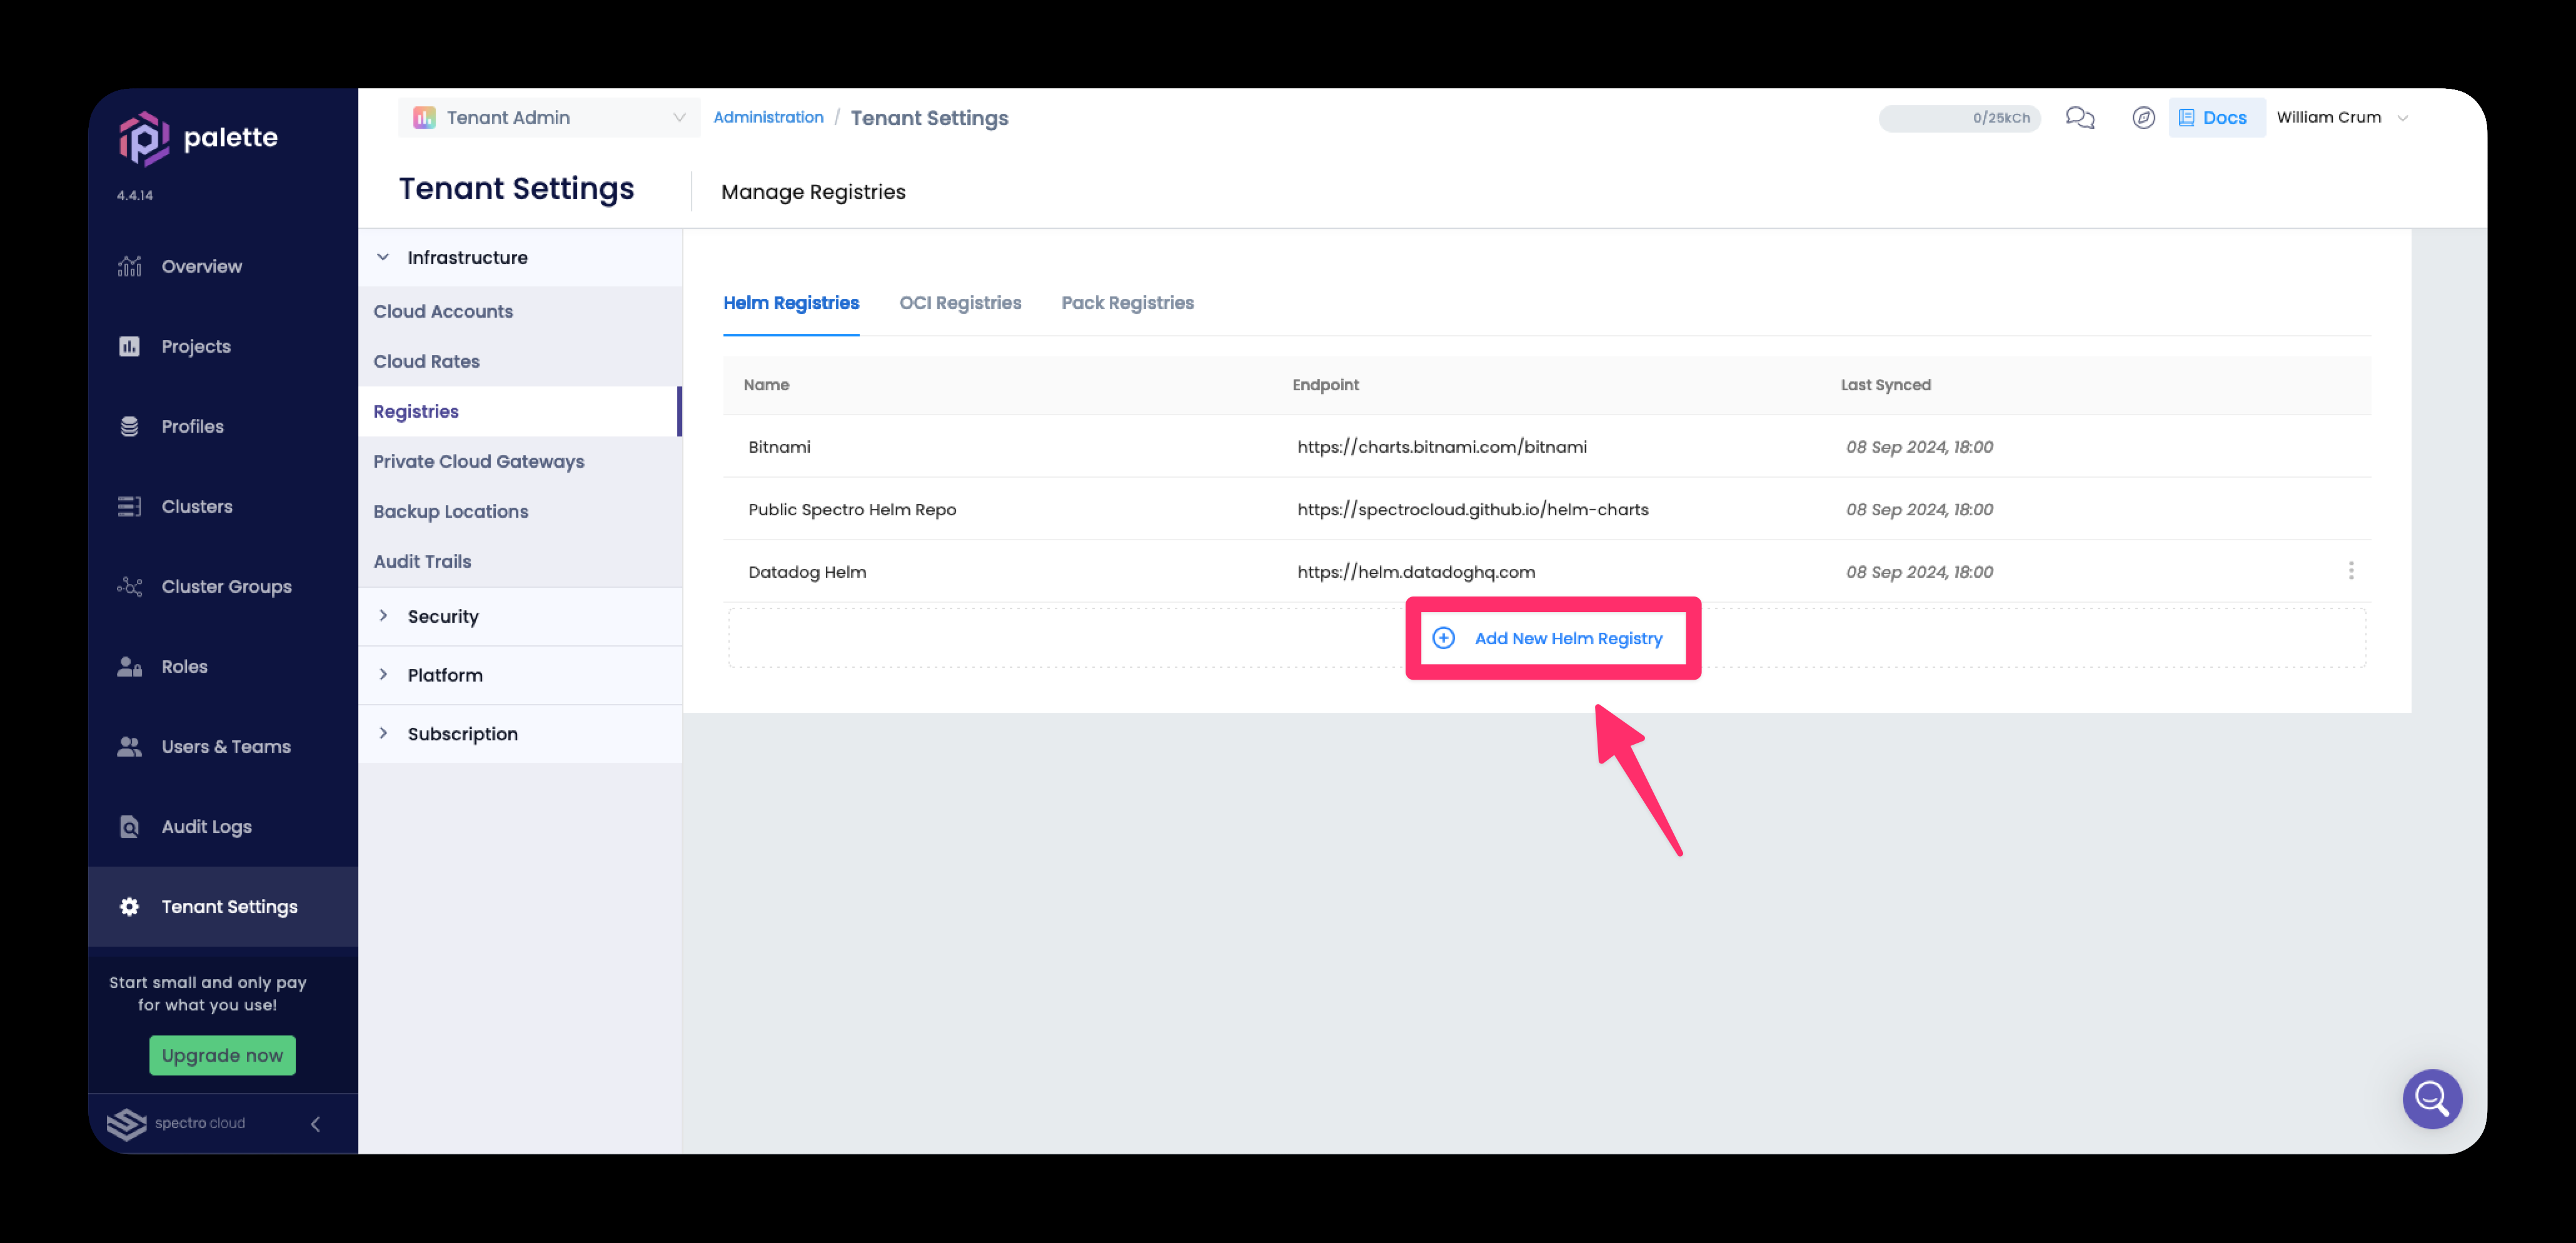 palette
4.4.14
Overview
Projects
Profiles
Clusters
Cluster Groups
Roles
Users & Teams
Audit Logs
Tenant Settings
Start small and only pay
for what you use!
Upgrade now
spectro cloud
Tenant Admin
Administration / Tenant Settings
0/25kCh
Docs
William Crum
Tenant Settings
Manage Registries
Infrastructure
Cloud Accounts
Cloud Rates
Registries
Private Cloud Gateways
Backup Locations
Audit Trails
Security
Platform
Subscription
Helm Registries OCI Registries Pack Registries
Name Endpoint Last Synced
Bitnami https://charts.bitnami.com/bitnami 08 Sep 2024, 18:00
Public Spectro Helm Repo https://spectrocloud.github.io/helm-charts 08 Sep 2024, 18:00
Datadog Helm https://helm.datadoghq.com 08 Sep 2024, 18:00
Add New Helm Registry